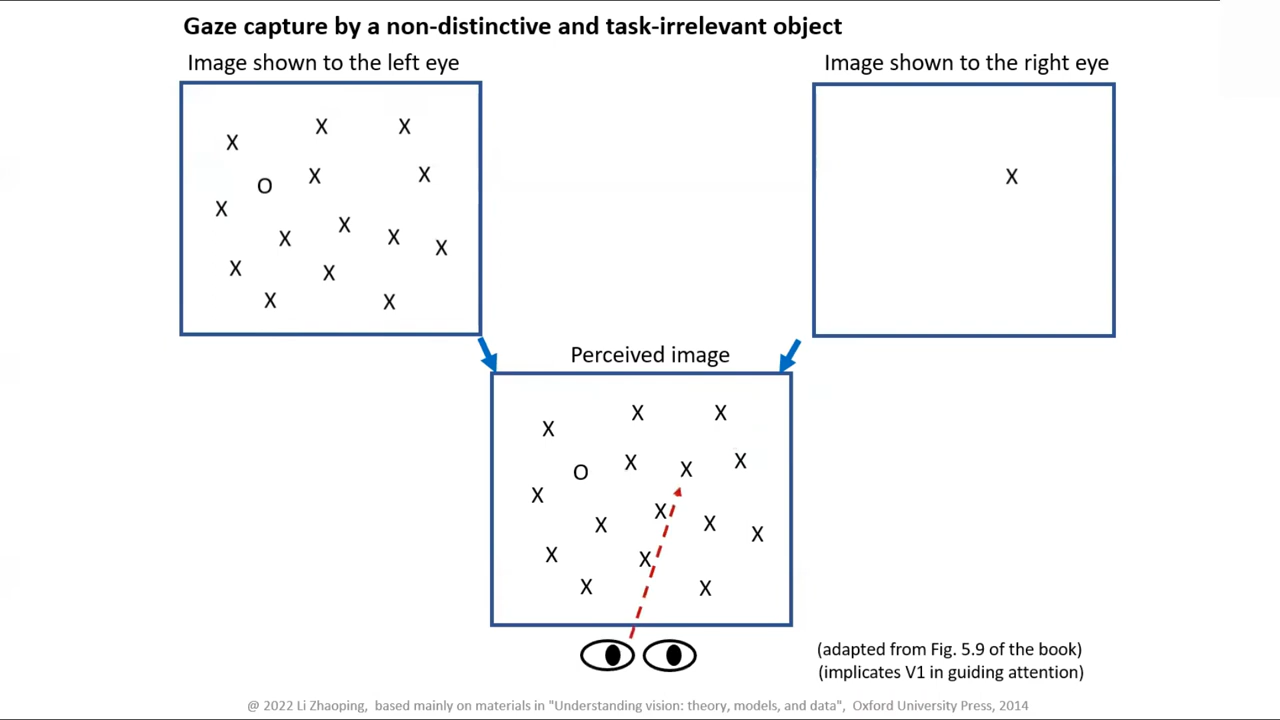 Gaze capture by a non-distinctive and task-irrelevant object
Image shown to the left eye
Image shown to the right eye
X X X
X
O X X
X
X X X X
X X
X X
X
Perceived image
X X X
O X X X
X
X X X X
X X
X X
(adapted from Fig. 5.9 of the book)
(implicates V1 in guiding attention)
@ 2022 Li Zhaoping, based mainly on materials in "Understanding vision: theory, models, and data", Oxford University Press, 2014